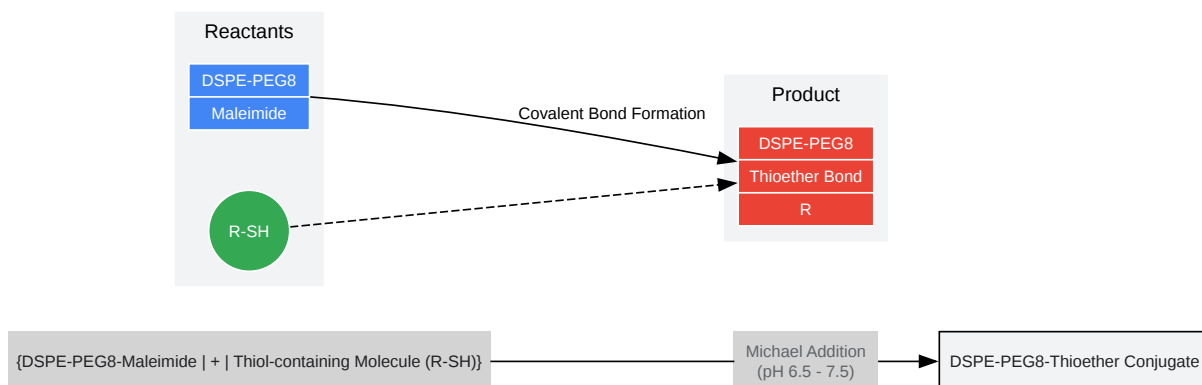 Reactants
DSPE-PEG8
Maleimide
R-SH
Covalent Bond Formation
Product
DSPE-PEG8
Thioether Bond
R
{DSPE-PEG8-Maleimide | + | Thiol-containing Molecule (R-SH)}
Michael Addition
(pH 6.5 - 7.5)
DSPE-PEG8-Thioether Conjugate